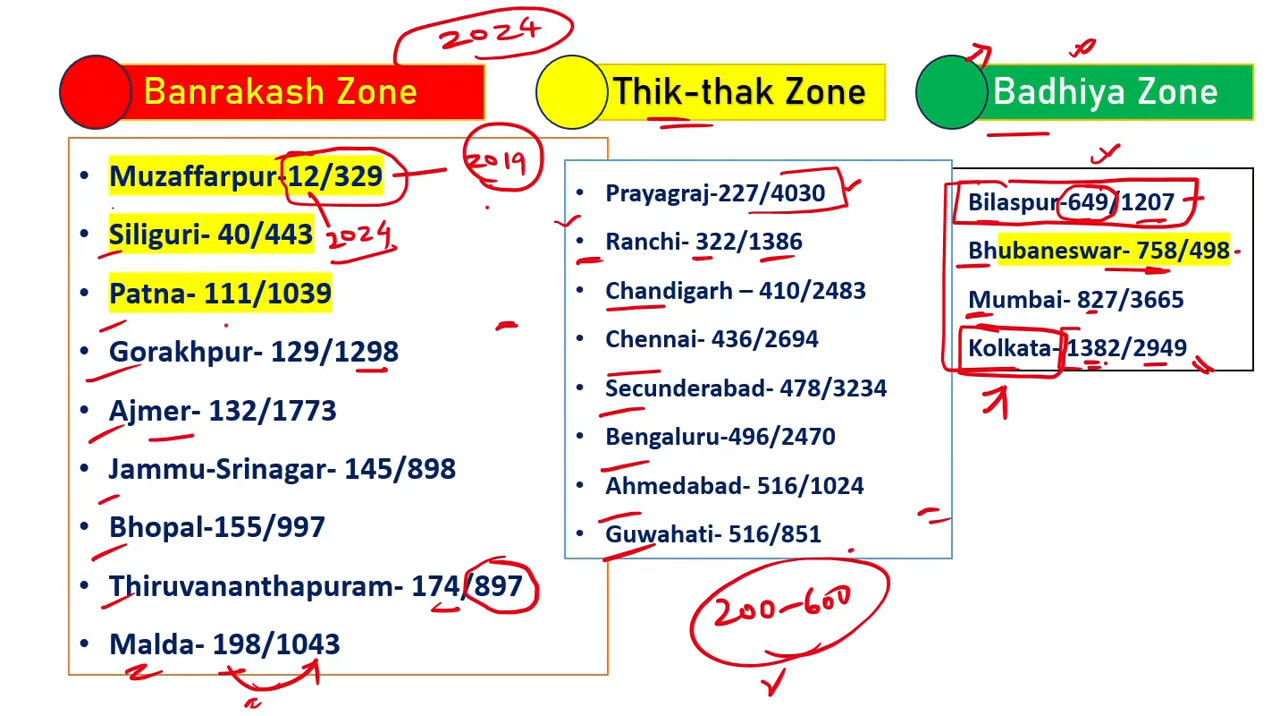 2024
Banrakash Zone
Muzaffarpur-12/329
2019
Siliguri- 40/443
2024
Patna- 111/1039
Gorakhpur- 129/1298
Ajmer- 132/1773
Jammu-Srinagar- 145/898
Bhopal-155/997
Thiruvananthapuram- 174/897
Malda- 198/1043
Thik-thak Zone
Prayagraj-227/4030
Ranchi- 322/1386
Chandigarh – 410/2483
Chennai- 436/2694
Secunderabad- 478/3234
Bengaluru-496/2470
Ahmedabad- 516/1024
Guwahati- 516/851
200-600
Badhiya Zone
Bilaspur-649/1207
Bhubaneswar- 758/498
Mumbai- 827/3665
Kolkata- 1382/2949